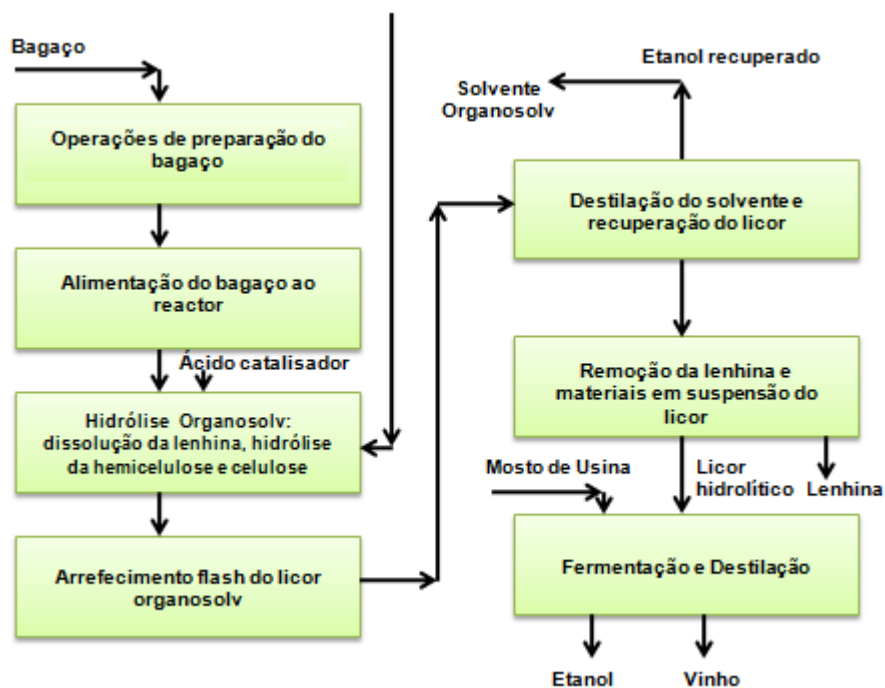 Bagaço
Operações de preparação do
bagaço
Alimentação do bagaço ao
reactor
Ácido catalisador
Hidrólise Organosolv:
dissolução da lenhina, hidrólise
da hemicelulose e celulose
Arrefecimento flash do licor
organosolv
Etanol recuperado
Solvente
Organosolv
Destilação do solvente e
recuperação do licor
Remoção da lenhina e
materiais em suspensão do
licor
Mosto de Usina
Licor
hidrolítico
Lenhina
Fermentação e Destilação
Etanol
Vinho